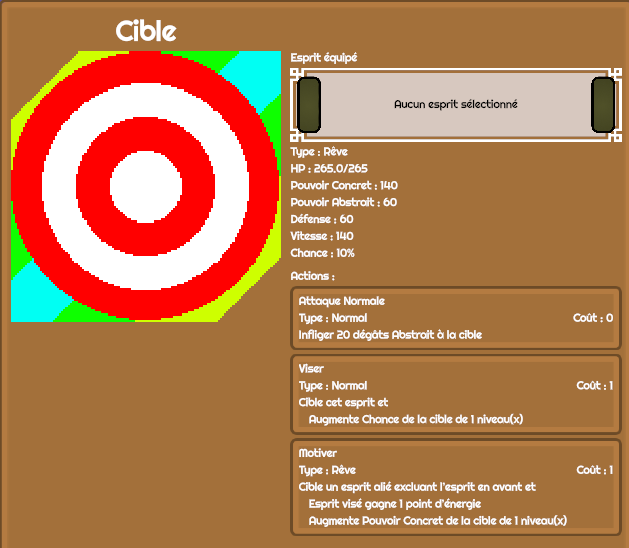 Cible
Esprit équipé
Aucun esprit sélectionné
Type : Rêve
HP : 265.0/265
Pouvoir Concret : 140
Pouvoir Abstrait : 60
Défense : 60
Vitesse : 140
Chance : 10%
Actions :
Attaque Normale
Type : Normal Coût : 0
Infliger 20 dégâts Abstrait à la cible
Viser
Type : Normal Coût : 1
Cible cet esprit et
Augmente Chance de la cible de 1 niveau(x)
Motiver
Type : Rêve Coût : 1
Cible un esprit alié excluant l'esprit en avant et
Esprit visé gagne 1 point d'énergie
Augmente Pouvoir Concret de la cible de 1 niveau(x)